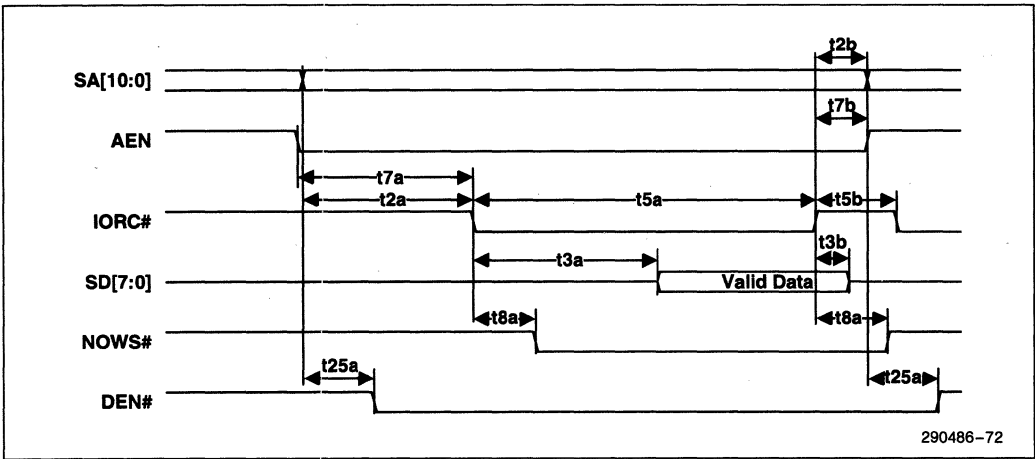 t2b
SA[10:0]
t7b
AEN
t7a
t2a
t5a
t5b
IORC#
t3b
t3a
SD[7:0]
Valid Data
t8a
t8a
NOWS#
t25a
t25a
DEN#
290486–72